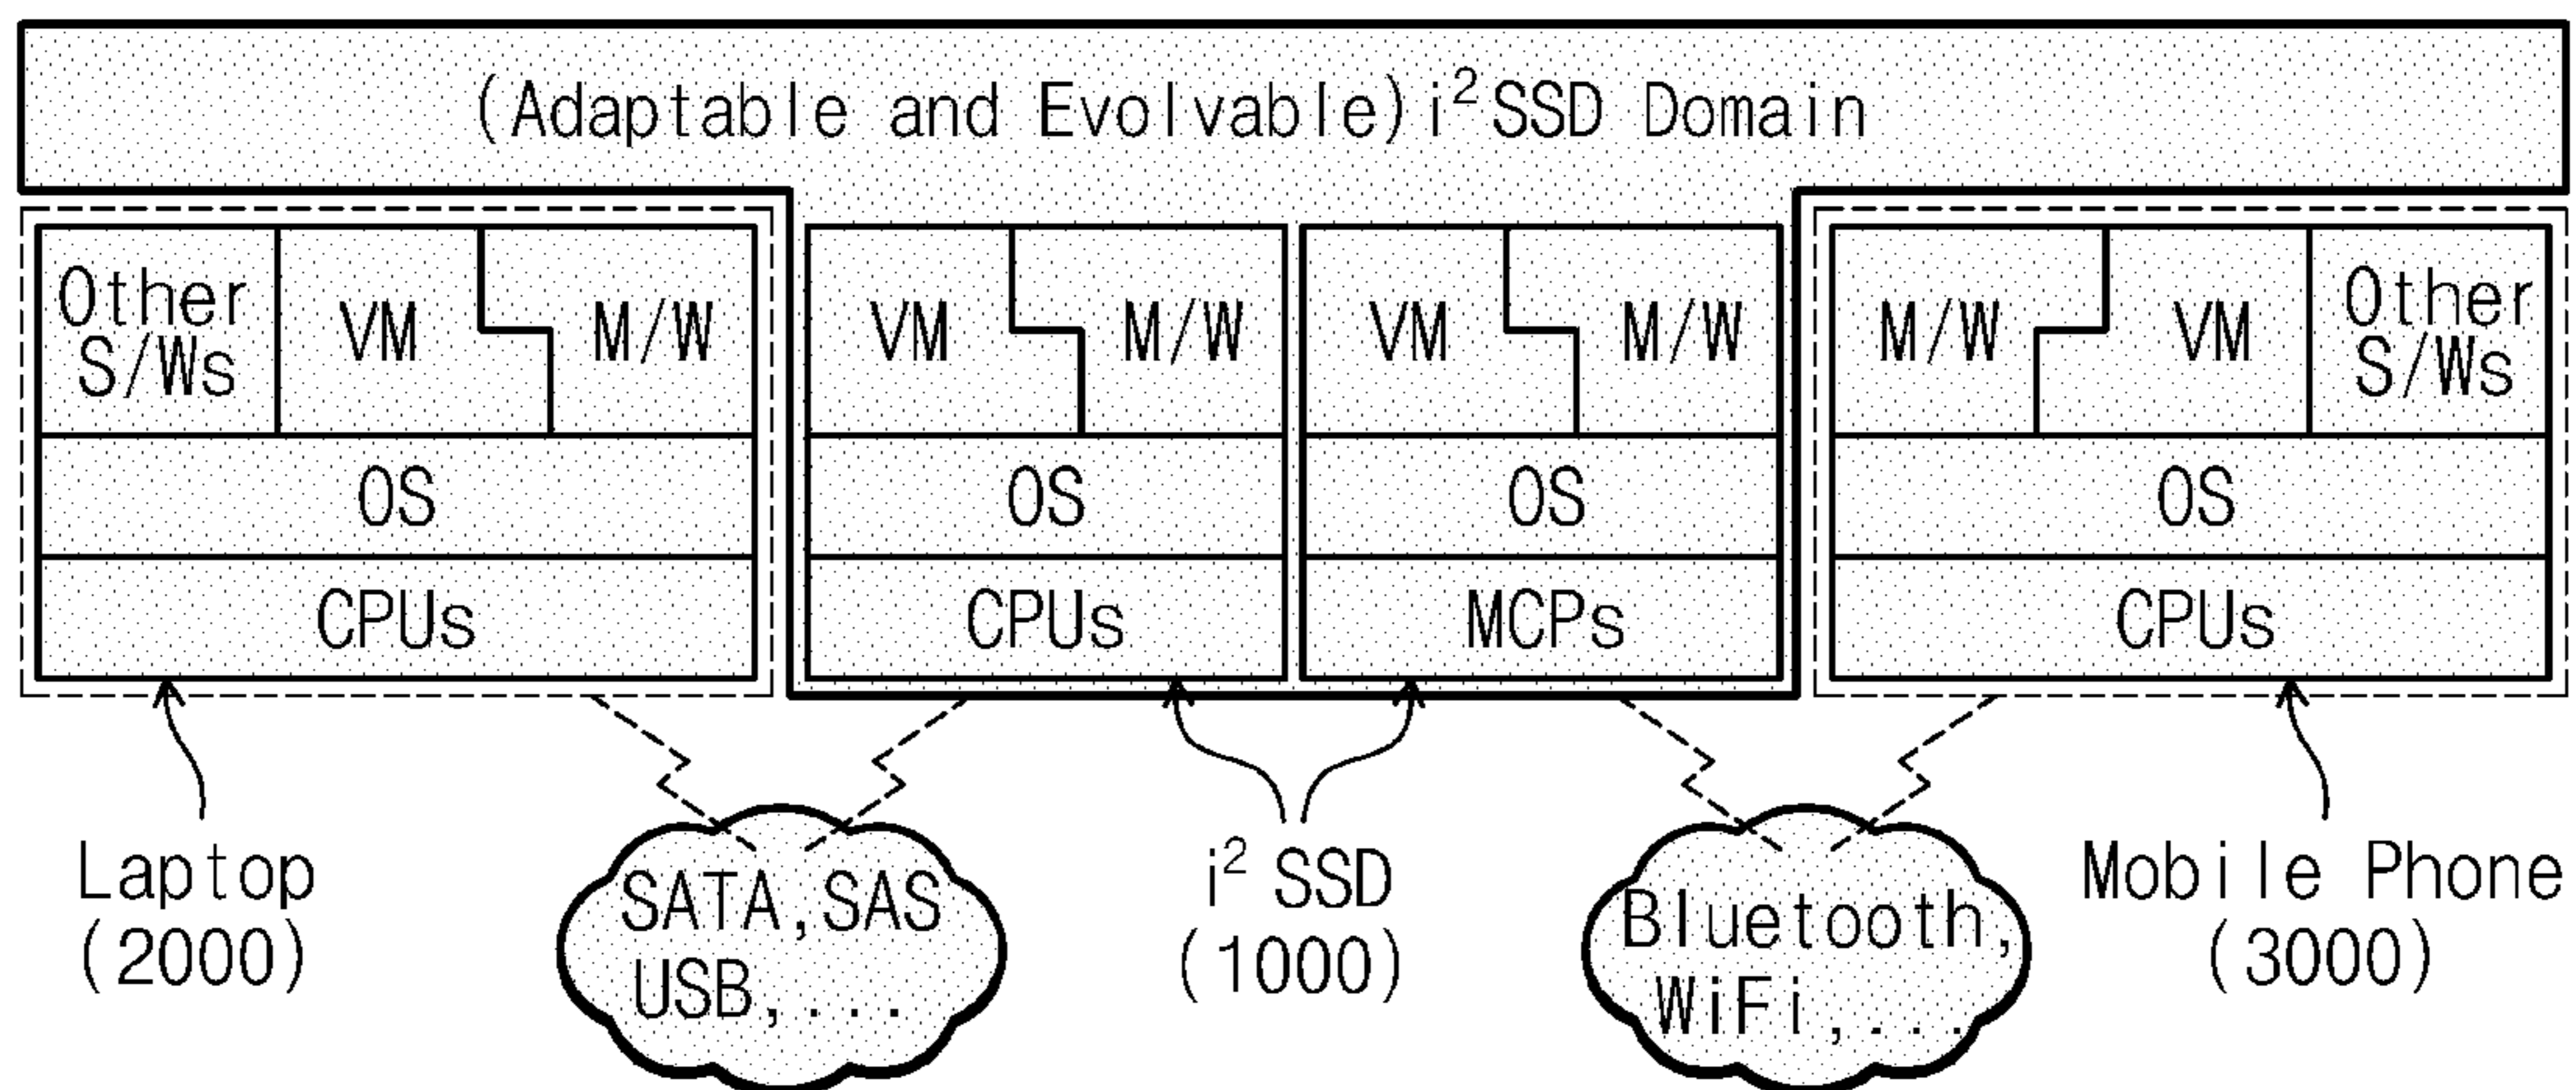 (Adaptable and Evolvable) i²SSD Domain
Other
S/Ws
VM
M/W
OS
CPUs
VM
M/W
OS
CPUs
VM
M/W
OS
MCPs
M/W
VM
Other
S/Ws
OS
CPUs
Laptop
(2000)
SATA,SAS
USB,...
i² SSD
(1000)
Bluetooth,
WiFi,...
Mobile Phone
(3000)